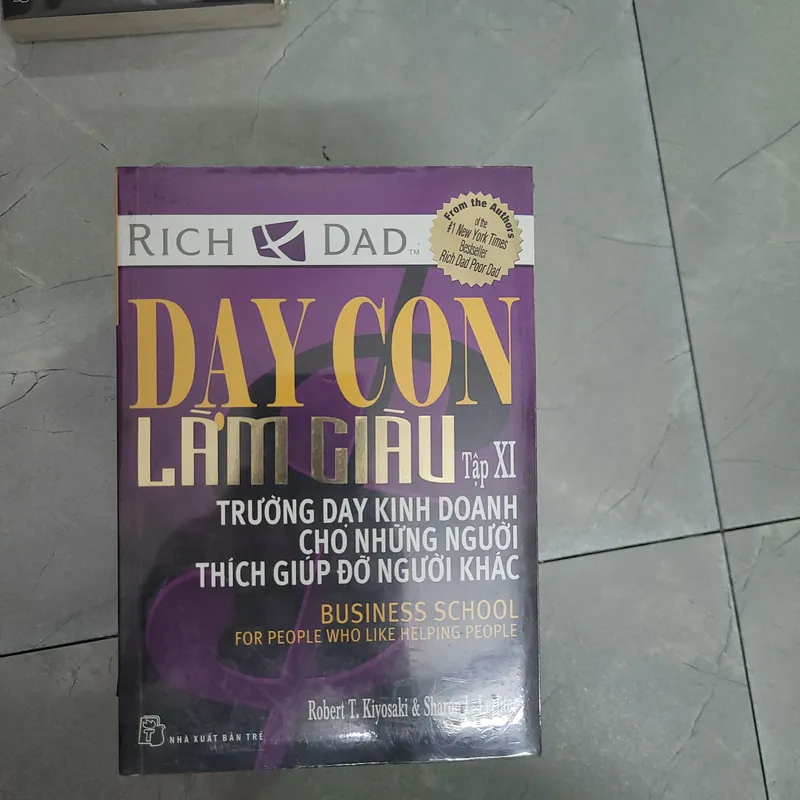 RICH DAD™
From the Authors
of the
#1 New York Times
Bestseller
Rich Dad Poor Dad
DẠY CON
LÀM GIÀU Tập XI
TRƯỜNG DẠY KINH DOANH
CHO NHỮNG NGƯỜI
THÍCH GIÚP ĐỠ NGƯỜI KHÁC
BUSINESS SCHOOL
FOR PEOPLE WHO LIKE HELPING PEOPLE
Robert T. Kiyosaki & Sharon L.
NHÀ XUẤT BẢN TRẺ